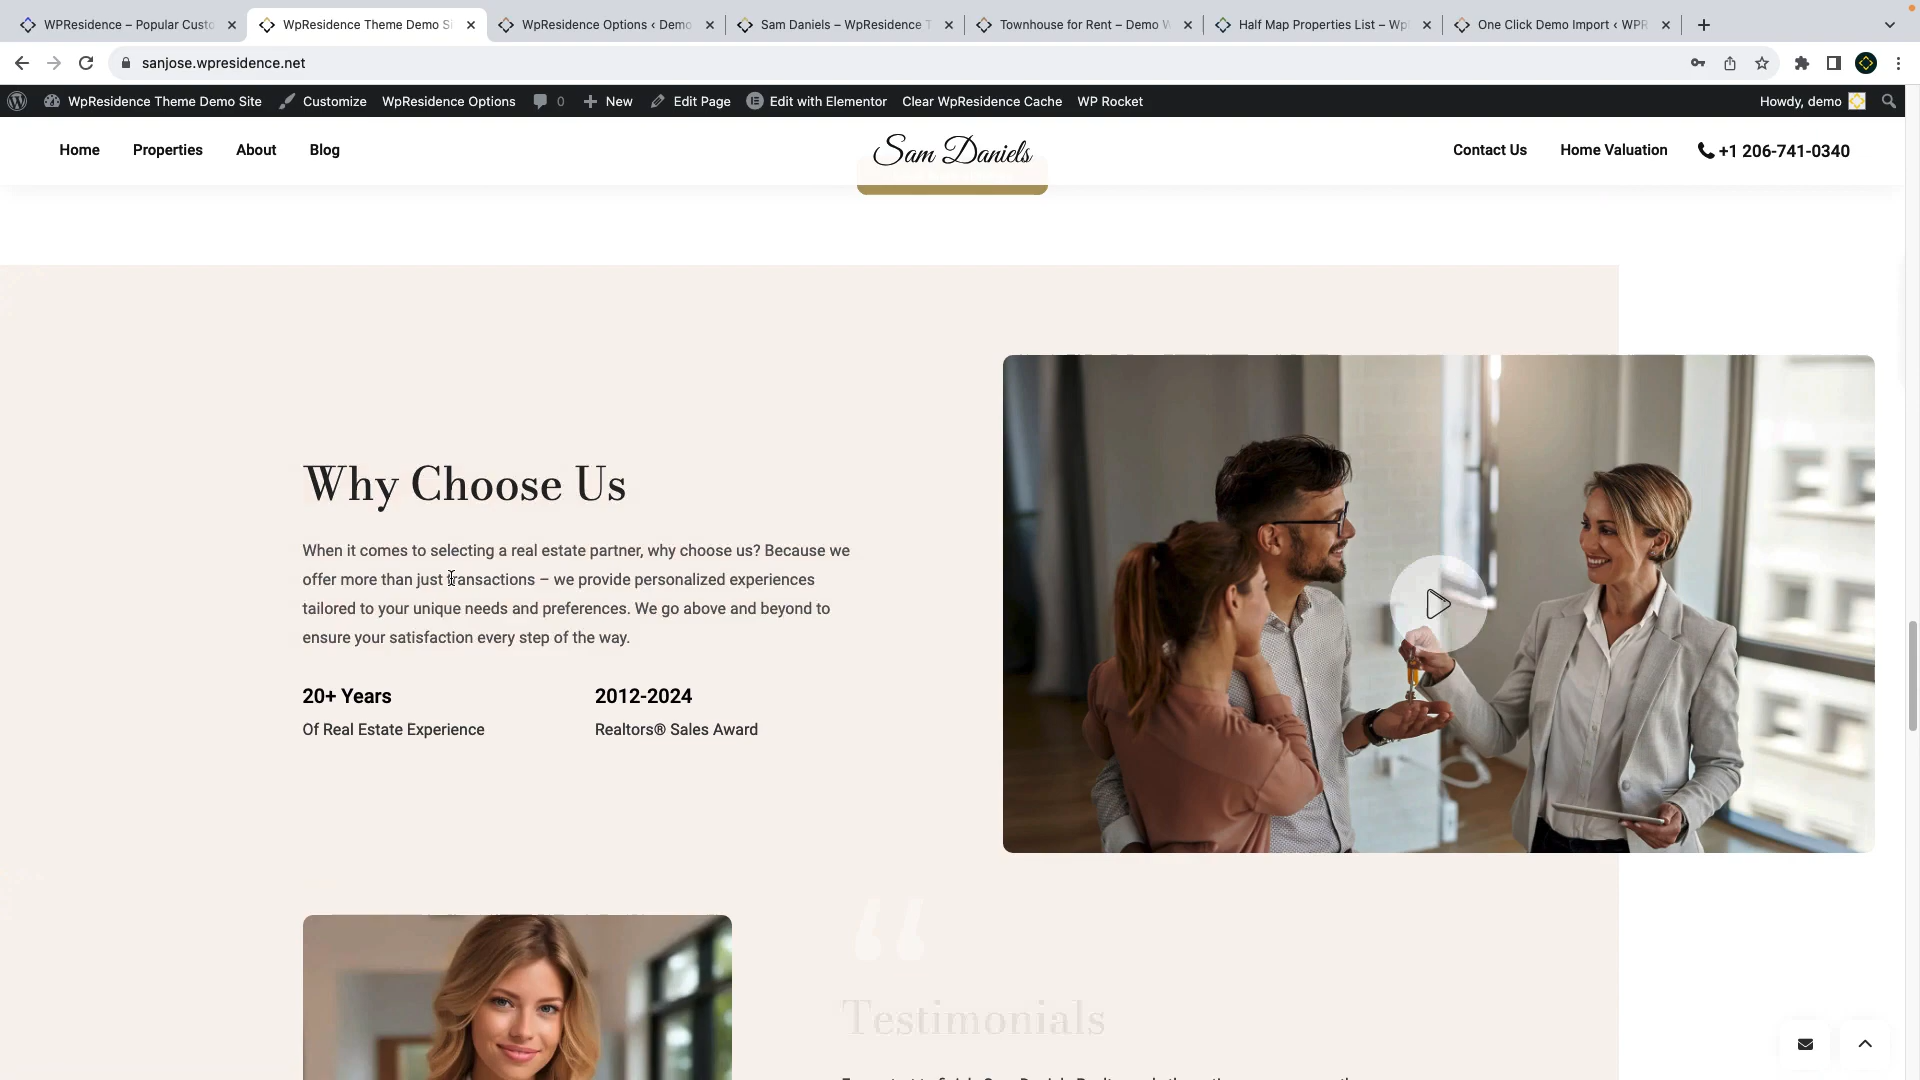 WPResidence – Popular Custo
WPResidence Theme Demo Si
WPResidence Options ‹ Demo
Sam Daniels – WPResidence T
Townhouse for Rent – Demo W
Half Map Properties List – Wp
One Click Demo Import ‹ WPR
sanjose.wpresidence.net
WpResidence Theme Demo Site
Customize
WpResidence Options
0
New
Edit Page
Edit with Elementor
Clear WpResidence Cache
WP Rocket
Howdy, demo
Home
Properties
About
Blog
Sam Daniels
Contact Us
Home Valuation
+1 206-741-0340
Why Choose Us
When it comes to selecting a real estate partner, why choose us? Because we
offer more than just transactions – we provide personalized experiences
tailored to your unique needs and preferences. We go above and beyond to
ensure your satisfaction every step of the way.
20+ Years
Of Real Estate Experience
2012-2024
Realtors® Sales Award
“
Testimonials